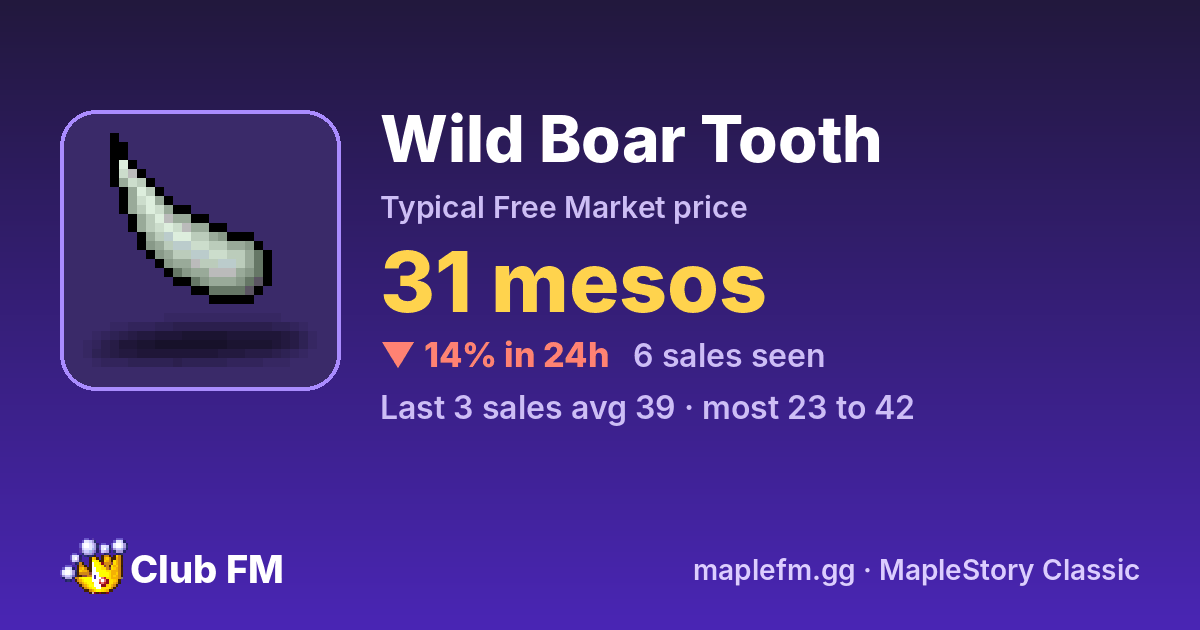 Wild Boar Tooth
Typical Free Market price
31 mesos
▼ 14% in 24h 6 sales seen
Last 3 sales avg 39 · most 23 to 42
Club FM
maplefm.gg · MapleStory Classic